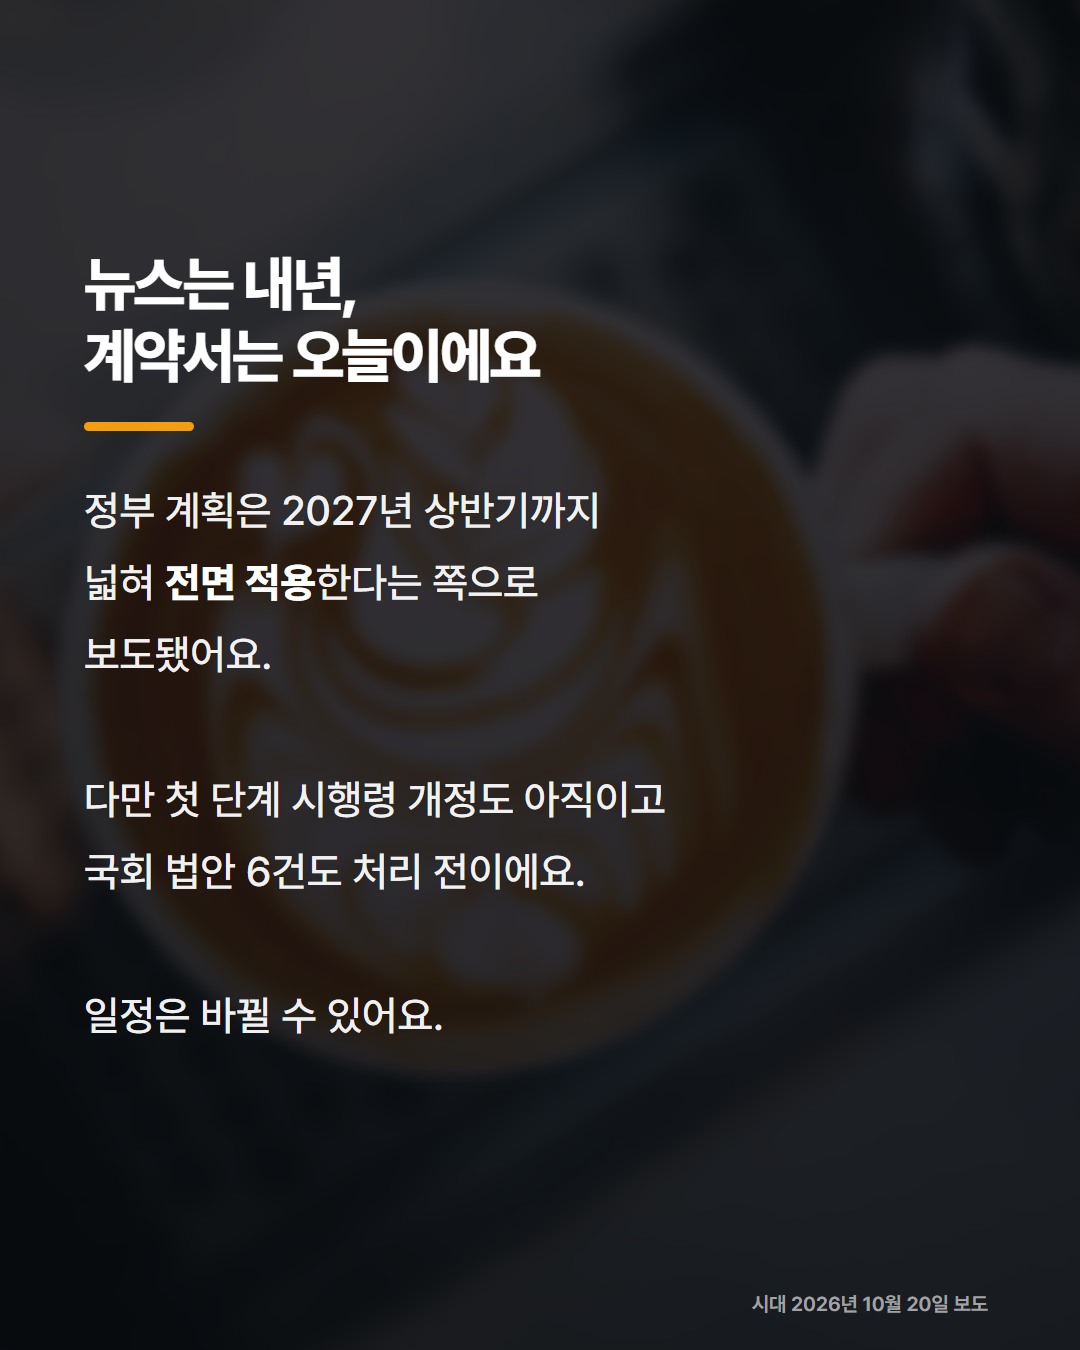 뉴스는 내년,
계약서는 오늘이에요
정부 계획은 2027년 상반기까지
넓혀 전면 적용한다는 쪽으로
보도됐어요.
다만 첫 단계 시행령 개정도 아직이고
국회 법안 6건도 처리 전이에요.
일정은 바뀔 수 있어요.
시대 2026년 10월 20일 보도